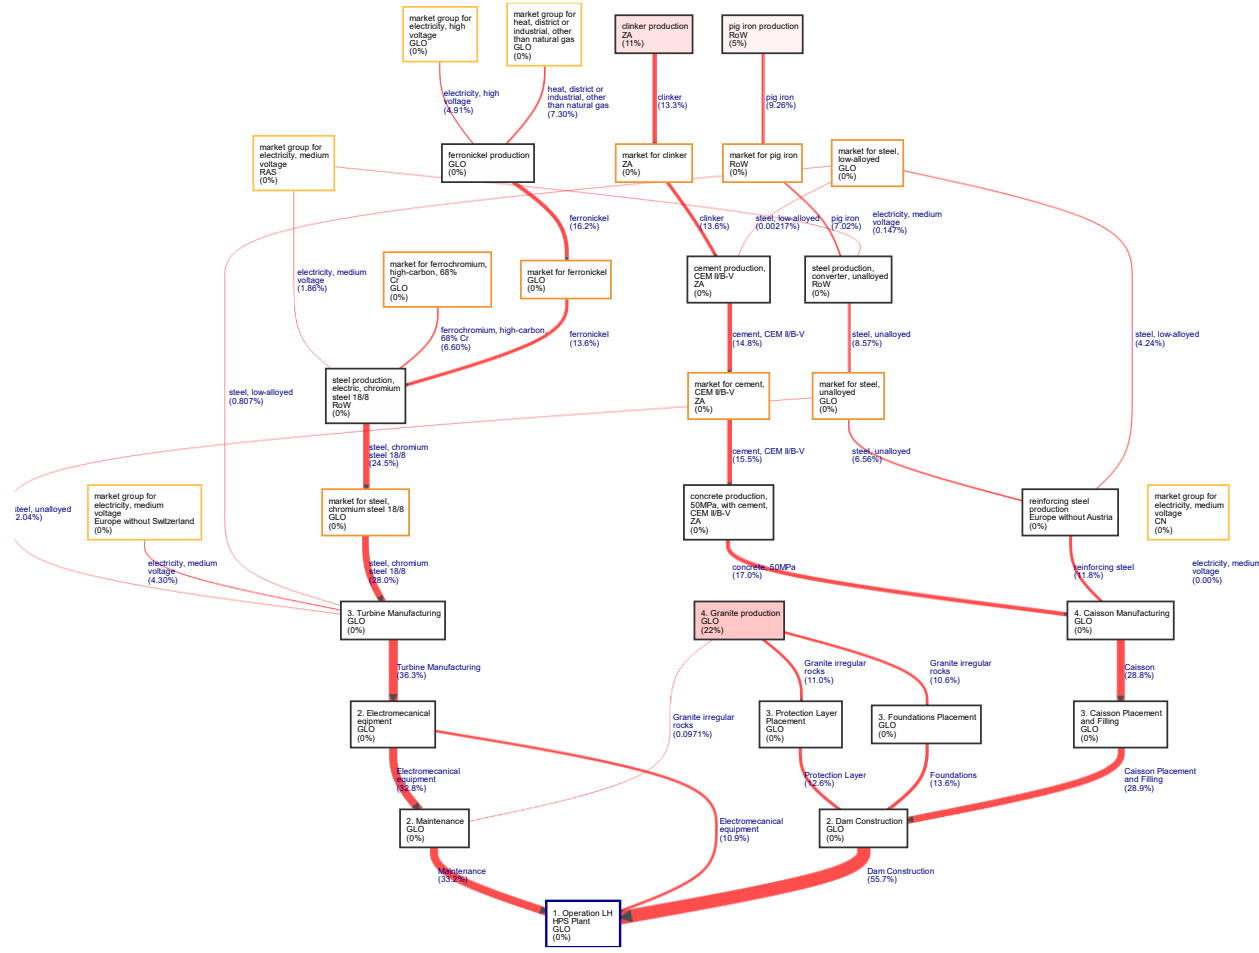 market group for
electricity, high
voltage
GLO
(0%)
market group for
heat, district or
industrial, other
than natural gas
GLO
(0%)
clinker production
ZA
(11%)
pig iron production
RoW
(5%)
electricity, high
voltage
(4.91%)
heat, district or
industrial, other
than natural gas
(7.30%)
clinker
(13.3%)
pig iron
(9.26%)
market group for
electricity, medium
voltage
RAS
(0%)
ferronickel production
GLO
(0%)
market for clinker
ZA
(0%)
market for pig iron
RoW
(0%)
market for steel,
low-alloyed
GLO
(0%)
ferronickel
(16.2%)
clinker
(13.6%)
steel, low-alloyed
(0.00217%)
pig iron
(7.02%)
electricity, medium
voltage
(0.147%)
electricity, medium
voltage
(1.86%)
market for ferrochromium,
high-carbon, 68%
Cr
GLO
(0%)
market for ferronickel
GLO
(0%)
cement production,
CEM II/B-V
ZA
(0%)
steel production,
converter, unalloyed
RoW
(0%)
ferrochromium, high-carbon,
68% Cr
(6.60%)
ferronickel
(13.6%)
cement, CEM II/B-V
(14.8%)
steel, unalloyed
(8.57%)
steel, low-alloyed
(4.24%)
steel production,
electric, chromium
steel 18/8
RoW
(0%)
market for cement,
CEM II/B-V
ZA
(0%)
market for steel,
unalloyed
GLO
(0%)
steel, low-alloyed
(0.807%)
steel, chromium
steel 18/8
(24.5%)
cement, CEM II/B-V
(15.5%)
steel, unalloyed
(6.56%)
steel, unalloyed
2.04%)
market group for
electricity, medium
voltage
Europe without Switzerland
(0%)
market for steel,
chromium steel 18/8
GLO
(0%)
concrete production,
50MPa, with cement,
CEM II/B-V
ZA
(0%)
reinforcing steel
production
Europe without Austria
(0%)
market group for
electricity, medium
voltage
CN
(0%)
electricity, medium
voltage
(4.30%)
steel, chromium
steel 18/8
(28.0%)
concrete, 50MPa
(17.0%)
reinforcing steel
(11.8%)
electricity, medium
voltage
(0.00%)
3. Turbine Manufacturing
GLO
(0%)
4. Granite production
GLO
(22%)
4. Caisson Manufacturing
GLO
(0%)
Turbine Manufacturing
(36.3%)
Granite irregular
rocks
(11.0%)
Granite irregular
rocks
(10.6%)
Caisson
(28.8%)
2. Electromecanical
eqipment
GLO
(0%)
Granite irregular
rocks
(0.0971%)
3. Protection Layer
Placement
GLO
(0%)
3. Foundations Placement
GLO
(0%)
3. Caisson Placement
and Filling
GLO
(0%)
Electromecanical
equipment
(32.8%)
Protection Layer
(12.6%)
Foundations
(13.6%)
Caisson Placement
and Filling
(28.9%)
2. Maintenance
GLO
(0%)
Electromecanical
equipment
(10.9%)
2. Dam Construction
GLO
(0%)
Maintenance
(33.2%)
Dam Construction
(55.7%)
1. Operation LH
HPS Plant
GLO
(0%)